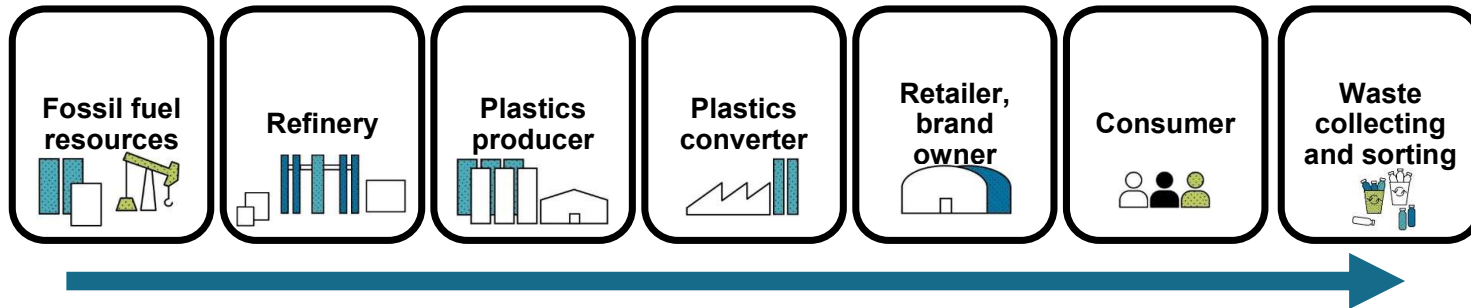 Fossil fuel
resources
Refinery
Plastics
producer
Plastics
converter
Retailer,
brand
owner
Consumer
Waste
collecting
and sorting